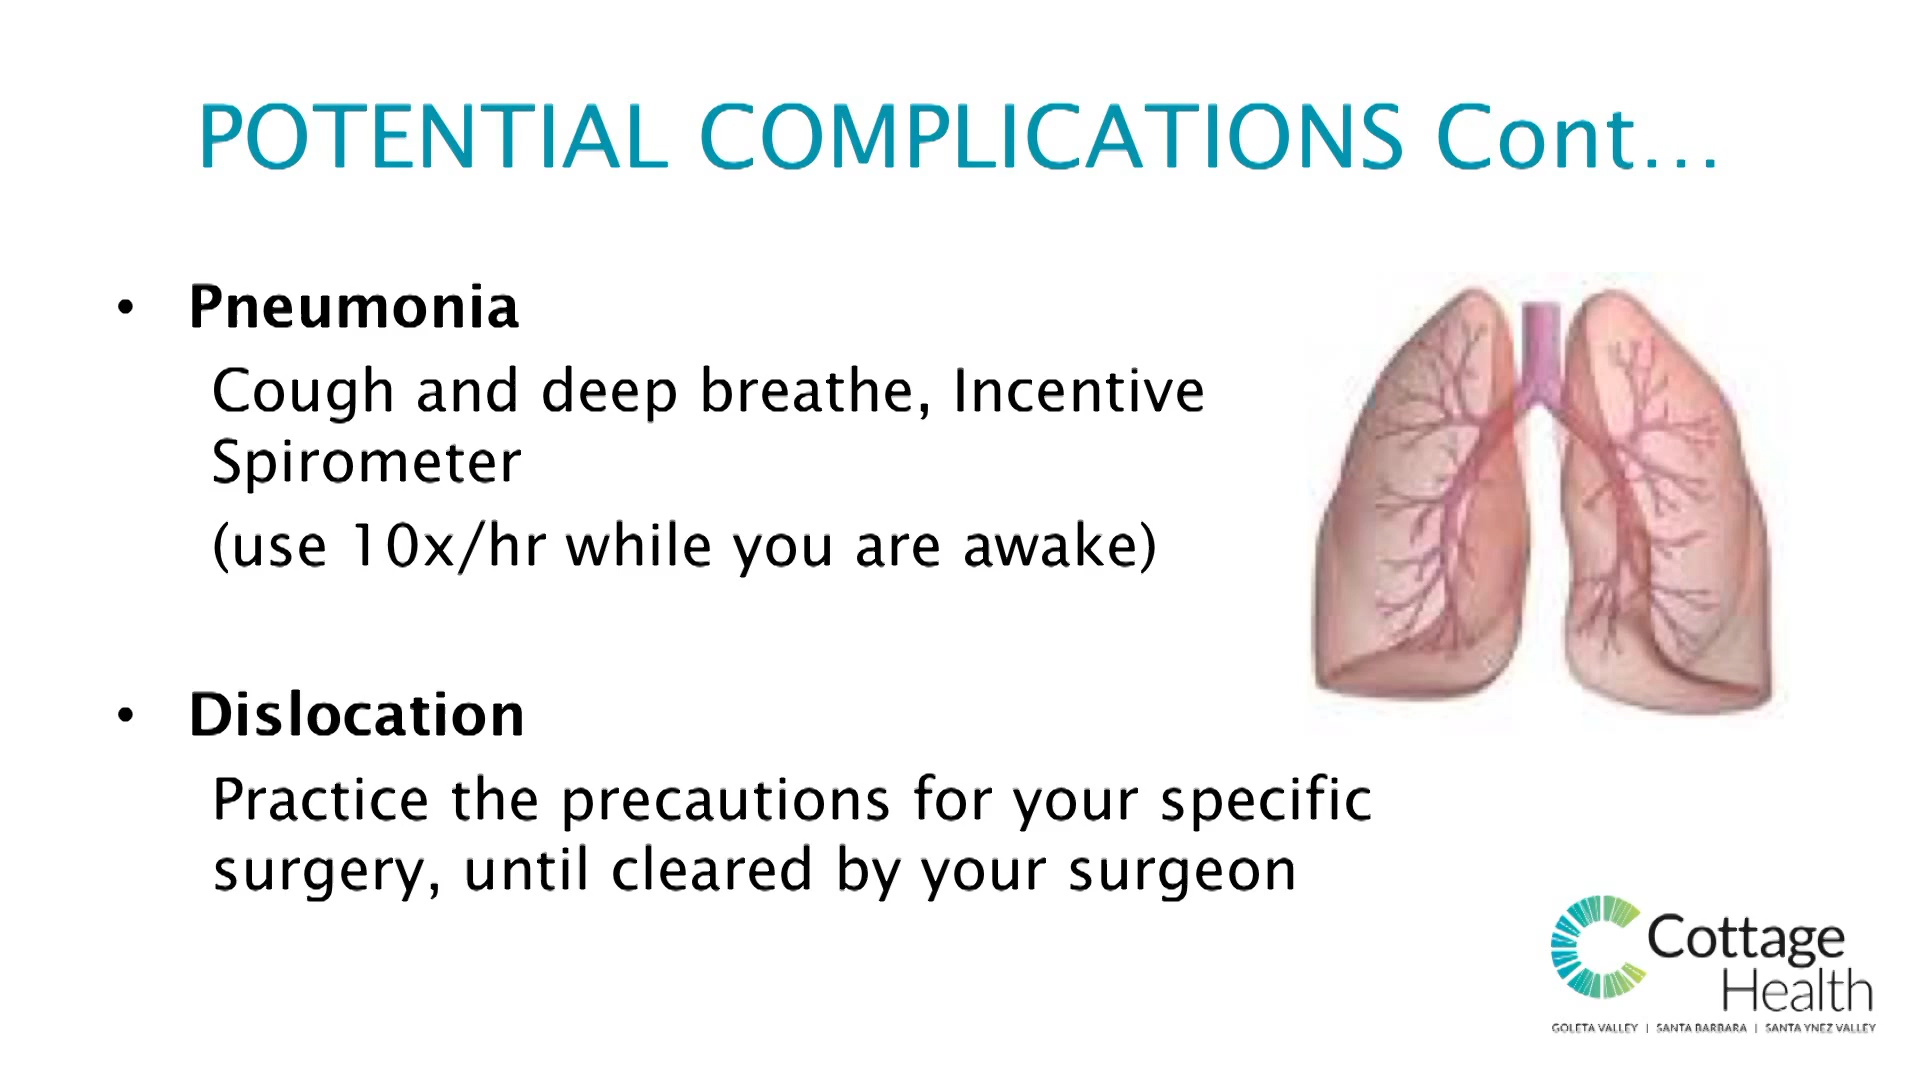 POTENTIAL COMPLICATIONS Cont...
• Pneumonia
Cough and deep breathe, Incentive
Spirometer
(use 10x/hr while you are awake)
• Dislocation
Practice the precautions for your specific
surgery, until cleared by your surgeon
Cottage
Health
GOLETA VALLEY | SANTA BARBARA | SANTA YNEZ VALLEY